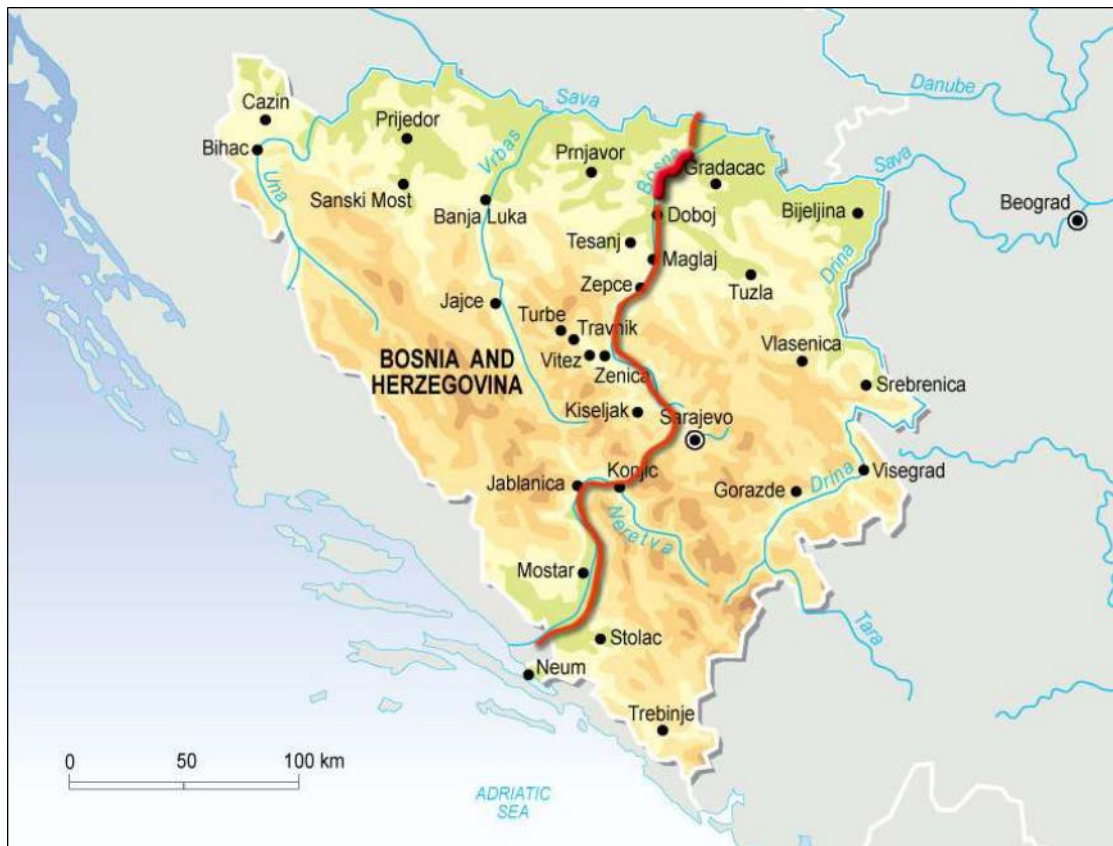 Danube
Cazin
Sava
Prijedor
Bihac
Vrbas
Prnjavor
Bosna
Gradacac
Sava
Una
Sanski Most
Banja Luka
Doboj
Bijeljina
Beograd
Tesanj
Maglaj
Drina
Zepce
Tuzla
Jajce
Turbe
Travnik
BOSNIA AND
HERZEGOVINA
Vitez
Zenica
Vlasenica
Srebrenica
Kiseljak
Sarajevo
Jablanica
Konjic
Gorazde
Drina
Visegrad
Neretva
Mostar
Stolac
Tara
Neum
Trebinje
0 50 100 km
ADRIATIC
SEA